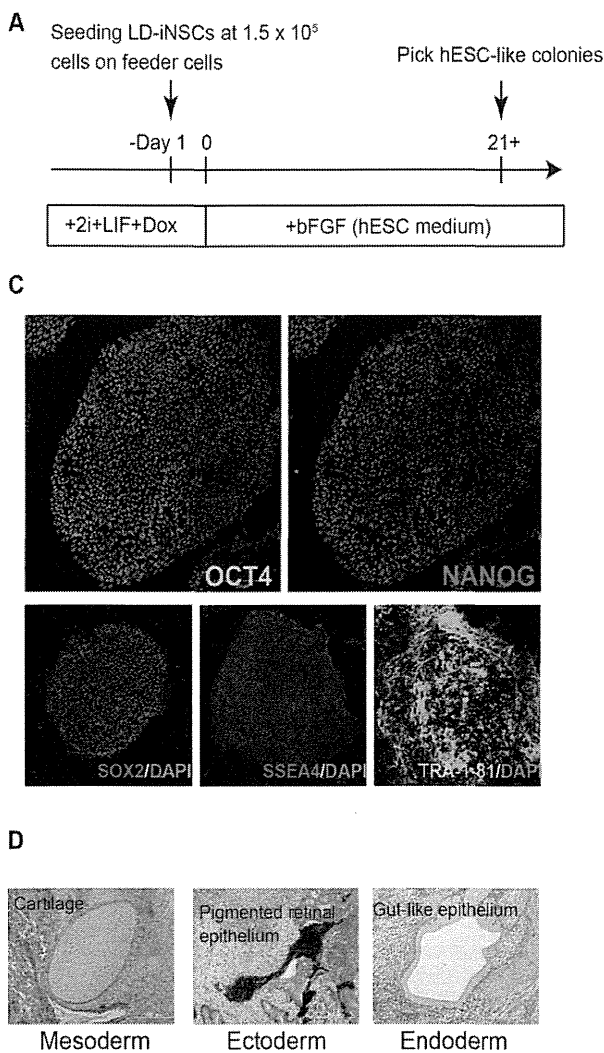 A
Seeding LD-iNSCs at 1.5 x 10⁵
cells on feeder cells
Pick hESC-like colonies
-Day 1 0
21+
+2i+LIF+Dox
+bFGF (hESC medium)
C
OCT4
NANOG
SOX2/DAPI
SSEA4/DAPI
TRA-1-81/DAPI
D
Cartilage
Pigmented retinal
epithelium
Gut-like epithelium
Mesoderm
Ectoderm
Endoderm